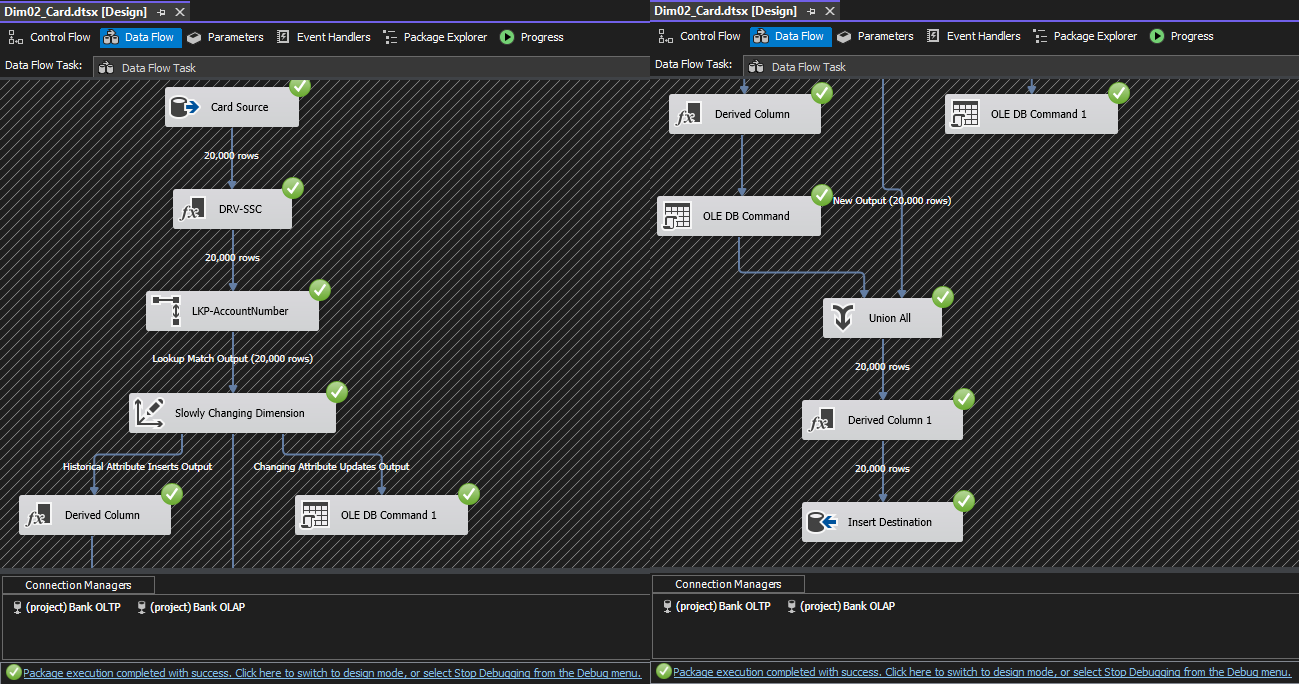 Dim02_Card.dtsx [Design]
Control Flow
Data Flow
Parameters
Event Handlers
Package Explorer
Progress
Data Flow Task:
Data Flow Task
Card Source
20,000 rows
DRV-SSC
20,000 rows
LKP-AccountNumber
Lookup Match Output (20,000 rows)
Slowly Changing Dimension
Historical Attribute Inserts Output
Changing Attribute Updates Output
Derived Column
OLE DB Command 1
Connection Managers
(project) Bank OLTP
(project) Bank OLAP
Package execution completed with success. Click here to switch to design mode, or select Stop Debugging from the Debug menu.
Dim02_Card.dtsx [Design]
Control Flow
Data Flow
Parameters
Event Handlers
Package Explorer
Progress
Data Flow Task:
Data Flow Task
Derived Column
OLE DB Command 1
OLE DB Command
New Output (20,000 rows)
Union All
20,000 rows
Derived Column 1
20,000 rows
Insert Destination
Connection Managers
(project) Bank OLTP
(project) Bank OLAP
Package execution completed with success. Click here to switch to design mode, or select Stop Debugging from the Debug menu.